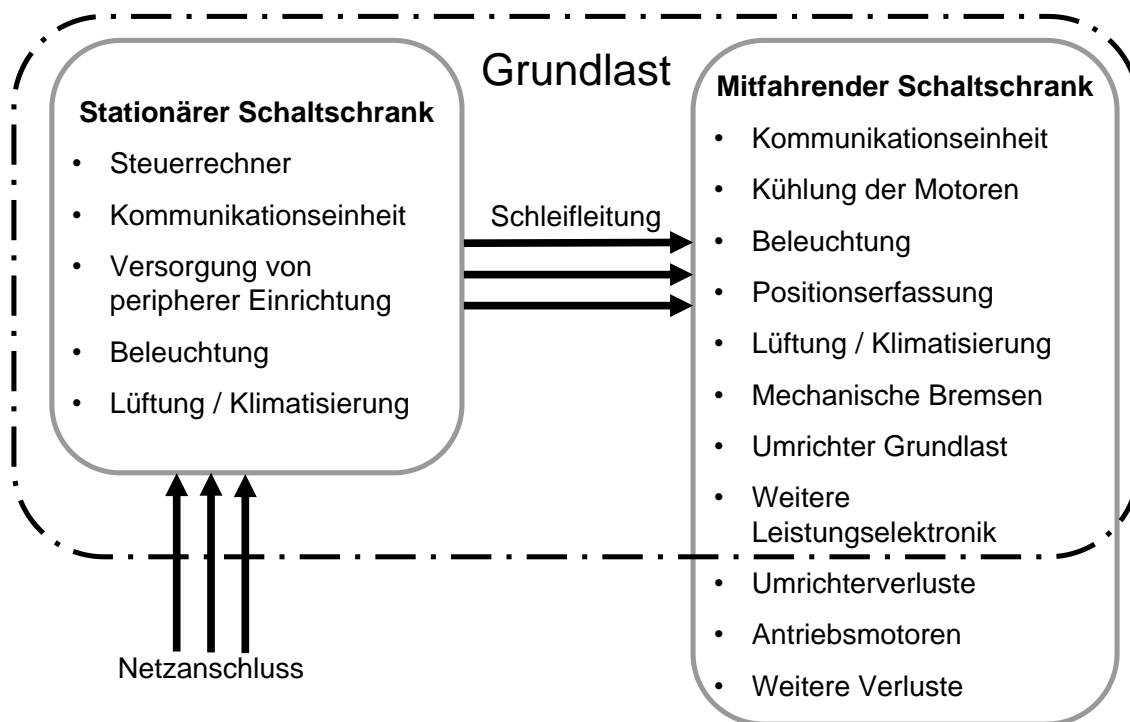 Grundlast
Stationärer Schaltschrank
• Steuerrechner
• Kommunikationseinheit
• Versorgung von
peripherer Einrichtung
• Beleuchtung
• Lüftung / Klimatisierung
Schleifleitung
Mitfahrender Schaltschrank
• Kommunikationseinheit
• Kühlung der Motoren
• Beleuchtung
• Positionserfassung
• Lüftung / Klimatisierung
• Mechanische Bremsen
• Umrichter Grundlast
• Weitere
Leistungselektronik
• Umrichterverluste
• Antriebsmotoren
• Weitere Verluste
Netzanschluss